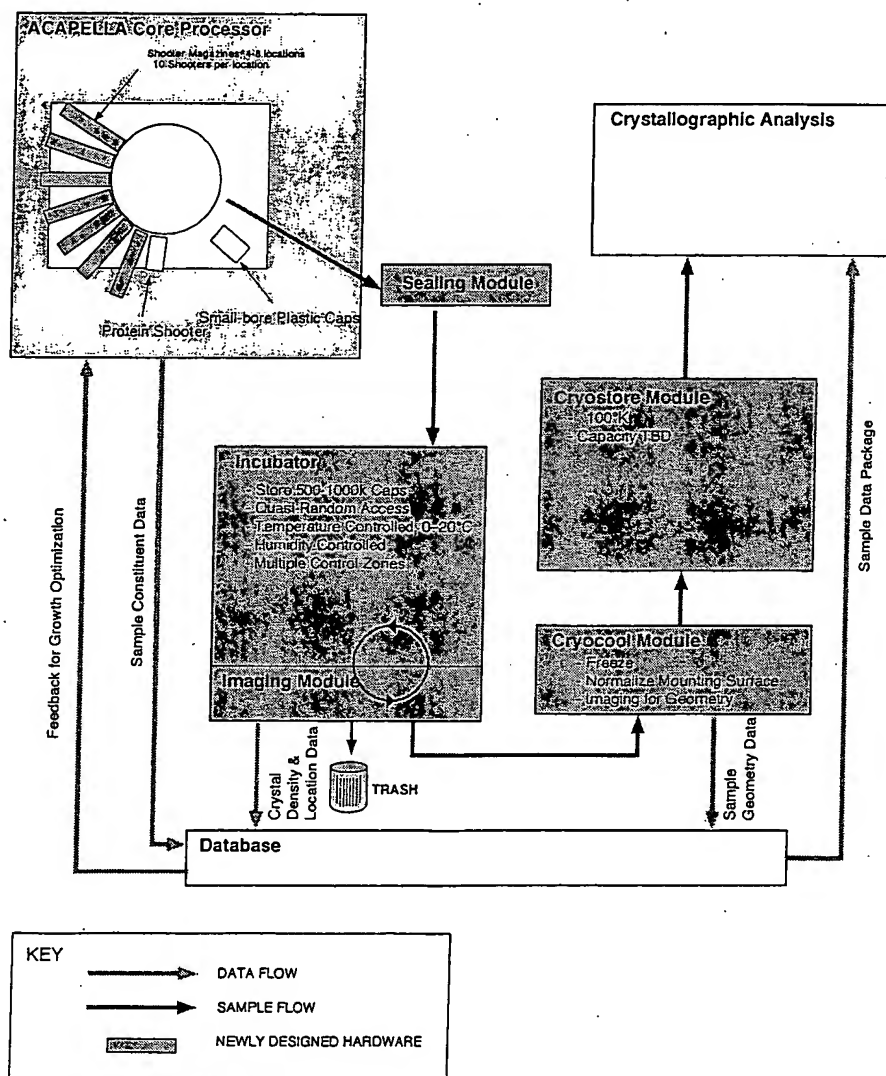 ACAPELLA Core Processor
Shooter Magazines 4-8 locations
10 Shooters per location
Protein Shooter
Small-bore Plastic Caps
Sealing Module
Crystallographic Analysis
Cryostore Module
100°K
Capacity TBD
Incubator
- Store 500-1000k Caps
- Quasi-Random Access
- Temperature Controlled, 0-20°C
- Humidity Controlled
- Multiple Control Zones
Imaging Module
Cryocool Module
Freeze
Normalize Mounting Surface
Imaging for Geometry
Feedback for Growth Optimization
Sample Constituent Data
Crystal
Density &
Location Data
TRASH
Sample
Geometry Data
Sample Data Package
Database
KEY
DATA FLOW
SAMPLE FLOW
NEWLY DESIGNED HARDWARE